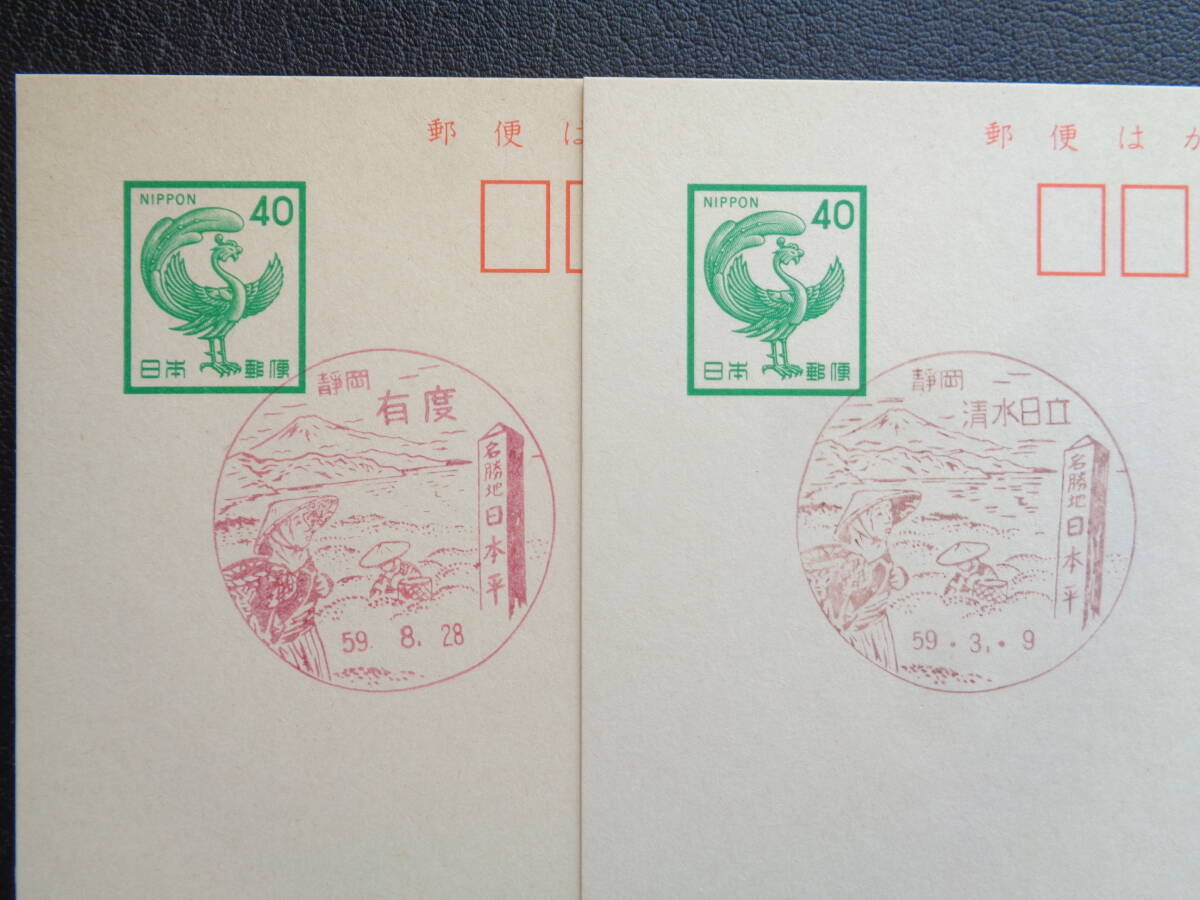 郵便は
NIPPON
40
日本郵便
静岡
有度
名勝地日本平
59. 8. 28
郵便はか
NIPPON
40
日本郵便
静岡
清水日立
名勝地日本平
59・3.・9